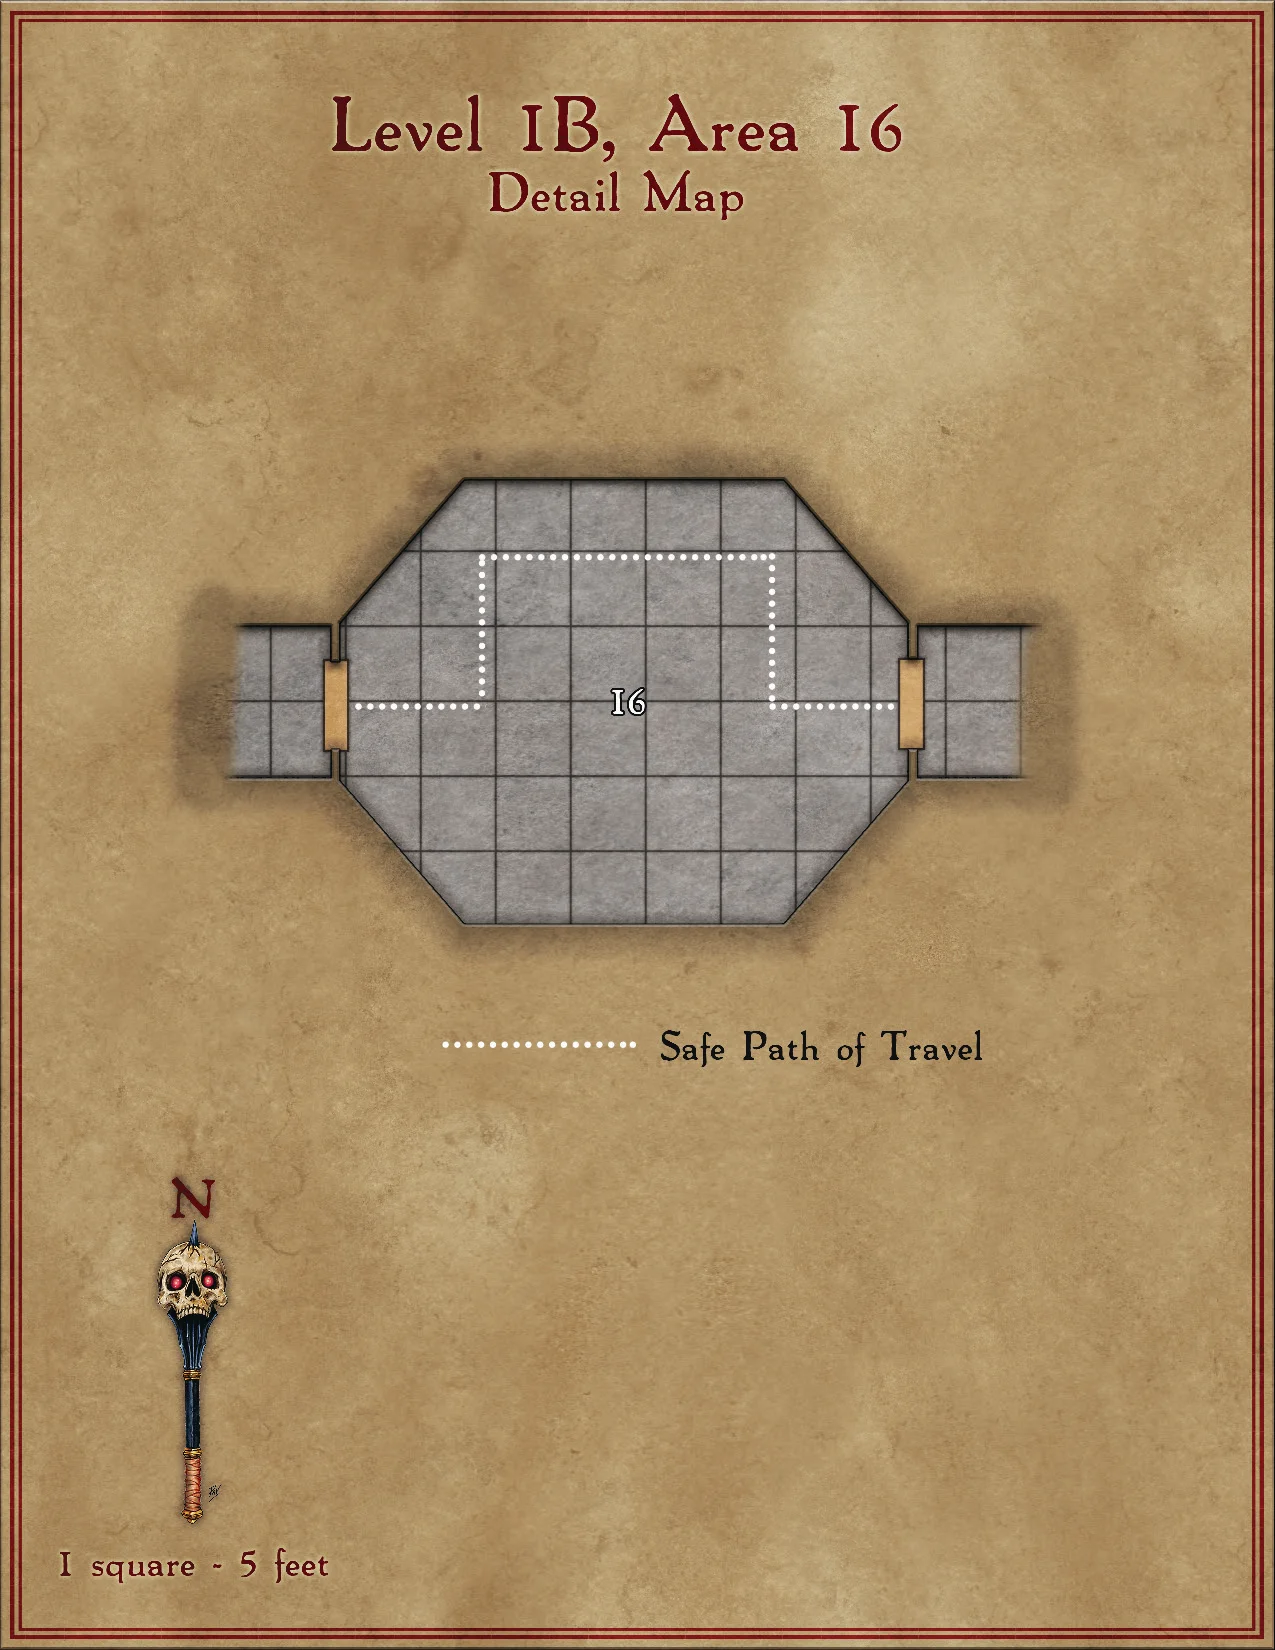 Level 1B, Area 16
Detail Map
16
Safe Path of Travel
N
1 square - 5 feet